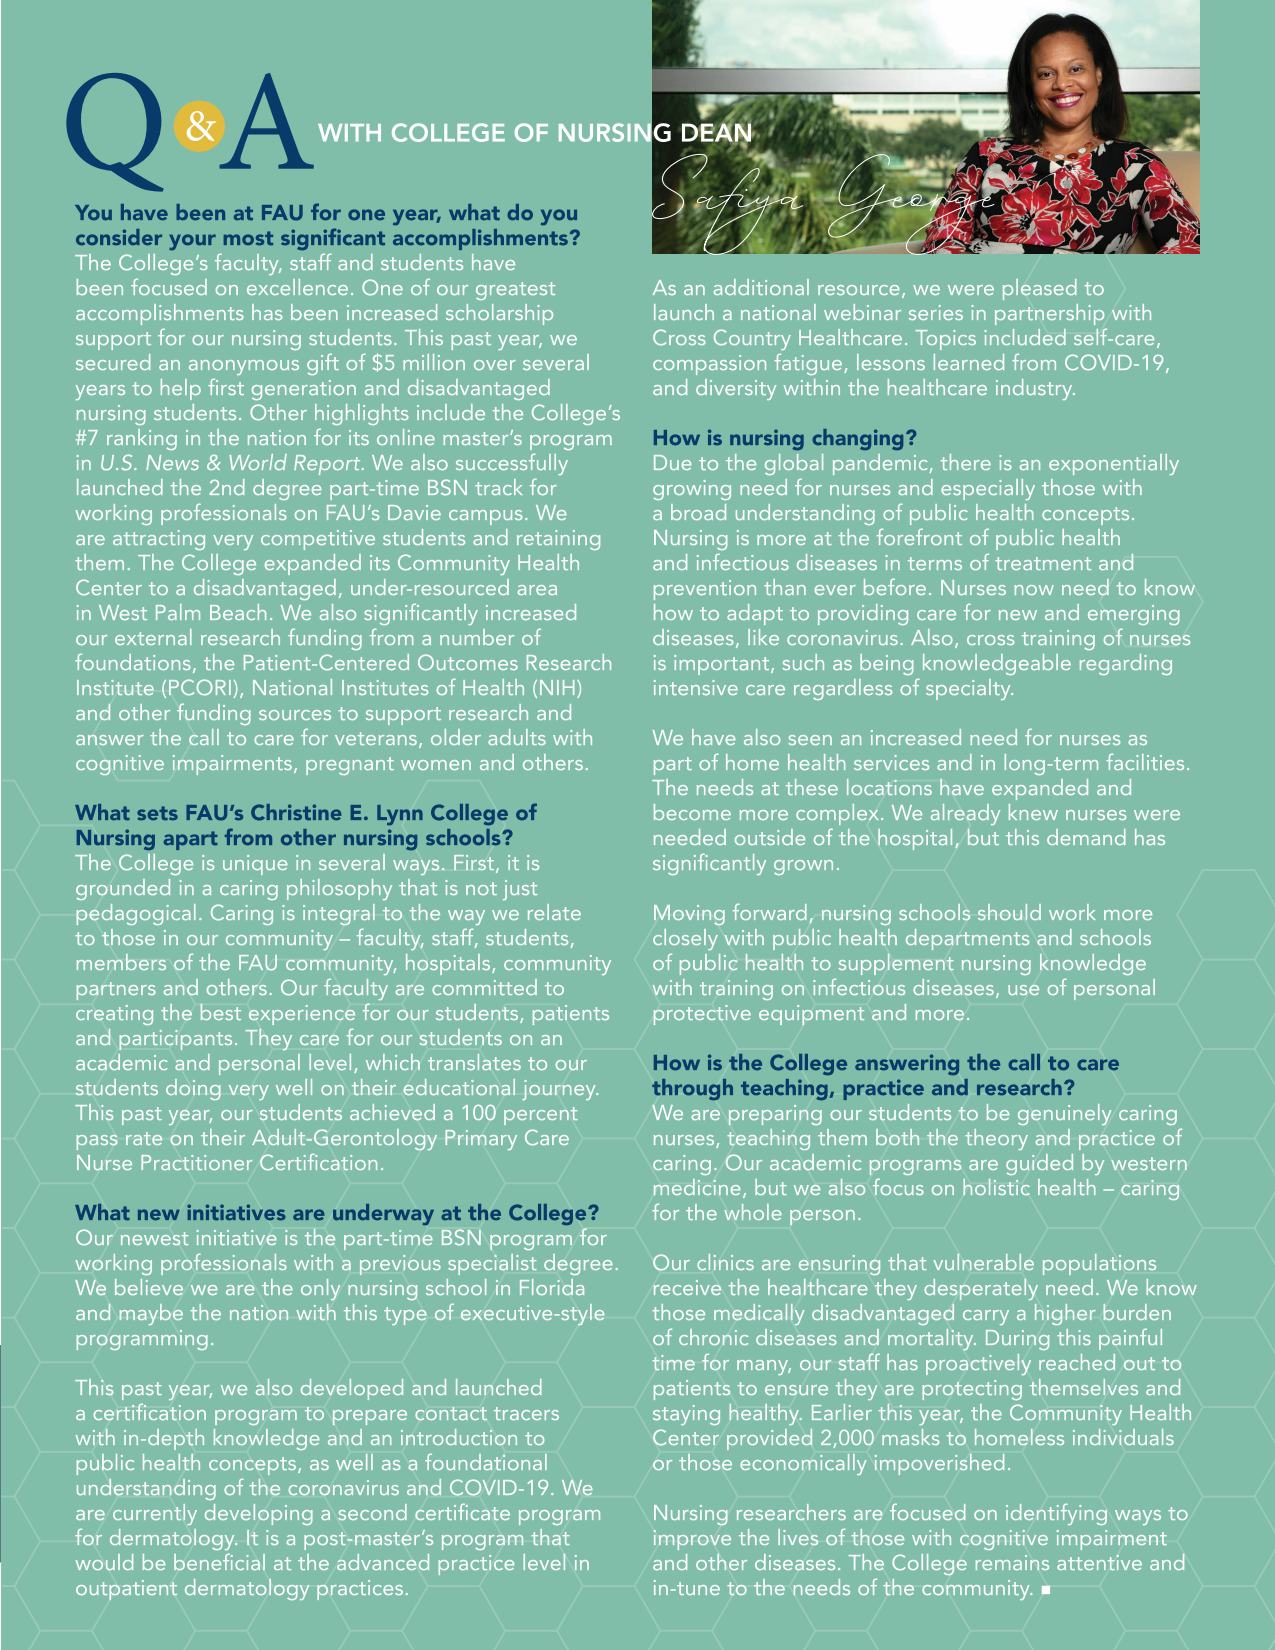 Q & A WITH COLLEGE OF NURSING DEAN
Safiya George
You have been at FAU for one year, what do you
consider your most significant accomplishments?
The College’s faculty, staff and students have
been focused on excellence. One of our greatest
accomplishments has been increased scholarship
support for our nursing students. This past year, we
secured an anonymous gift of $5 million over several
years to help first generation and disadvantaged
nursing students. Other highlights include the College’s
#7 ranking in the nation for its online master’s program
in U.S. News & World Report. We also successfully
launched the 2nd degree part-time BSN track for
working professionals on FAU’s Davie campus. We
are attracting very competitive students and retaining
them. The College expanded its Community Health
Center to a disadvantaged, under-resourced area
in West Palm Beach. We also significantly increased
our external research funding from a number of
foundations, the Patient-Centered Outcomes Research
Institute (PCORI), National Institutes of Health (NIH)
and other funding sources to support research and
answer the call to care for veterans, older adults with
cognitive impairments, pregnant women and others.
What sets FAU’s Christine E. Lynn College of
Nursing apart from other nursing schools?
The College is unique in several ways. First, it is
grounded in a caring philosophy that is not just
pedagogical. Caring is integral to the way we relate
to those in our community – faculty, staff, students,
members of the FAU community, hospitals, community
partners and others. Our faculty are committed to
creating the best experience for our students, patients
and participants. They care for our students on an
academic and personal level, which translates to our
students doing very well on their educational journey.
This past year, our students achieved a 100 percent
pass rate on their Adult-Gerontology Primary Care
Nurse Practitioner Certification.
What new initiatives are underway at the College?
Our newest initiative is the part-time BSN program for
working professionals with a previous specialist degree.
We believe we are the only nursing school in Florida
and maybe the nation with this type of executive-style
programming.
This past year, we also developed and launched
a certification program to prepare contact tracers
with in-depth knowledge and an introduction to
public health concepts, as well as a foundational
understanding of the coronavirus and COVID-19. We
are currently developing a second certificate program
for dermatology. It is a post-master’s program that
would be beneficial at the advanced practice level in
outpatient dermatology practices.
As an additional resource, we were pleased to
launch a national webinar series in partnership with
Cross Country Healthcare. Topics included self-care,
compassion fatigue, lessons learned from COVID-19,
and diversity within the healthcare industry.
How is nursing changing?
Due to the global pandemic, there is an exponentially
growing need for nurses and especially those with
a broad understanding of public health concepts.
Nursing is more at the forefront of public health
and infectious diseases in terms of treatment and
prevention than ever before. Nurses now need to know
how to adapt to providing care for new and emerging
diseases, like coronavirus. Also, cross training of nurses
is important, such as being knowledgeable regarding
intensive care regardless of specialty.
We have also seen an increased need for nurses as
part of home health services and in long-term facilities.
The needs at these locations have expanded and
become more complex. We already knew nurses were
needed outside of the hospital, but this demand has
significantly grown.
Moving forward, nursing schools should work more
closely with public health departments and schools
of public health to supplement nursing knowledge
with training on infectious diseases, use of personal
protective equipment and more.
How is the College answering the call to care
through teaching, practice and research?
We are preparing our students to be genuinely caring
nurses, teaching them both the theory and practice of
caring. Our academic programs are guided by western
medicine, but we also focus on holistic health – caring
for the whole person.
Our clinics are ensuring that vulnerable populations
receive the healthcare they desperately need. We know
those medically disadvantaged carry a higher burden
of chronic diseases and mortality. During this painful
time for many, our staff has proactively reached out to
patients to ensure they are protecting themselves and
staying healthy. Earlier this year, the Community Health
Center provided 2,000 masks to homeless individuals
or those economically impoverished.
Nursing researchers are focused on identifying ways to
improve the lives of those with cognitive impairment
and other diseases. The College remains attentive and
in-tune to the needs of the community. ■